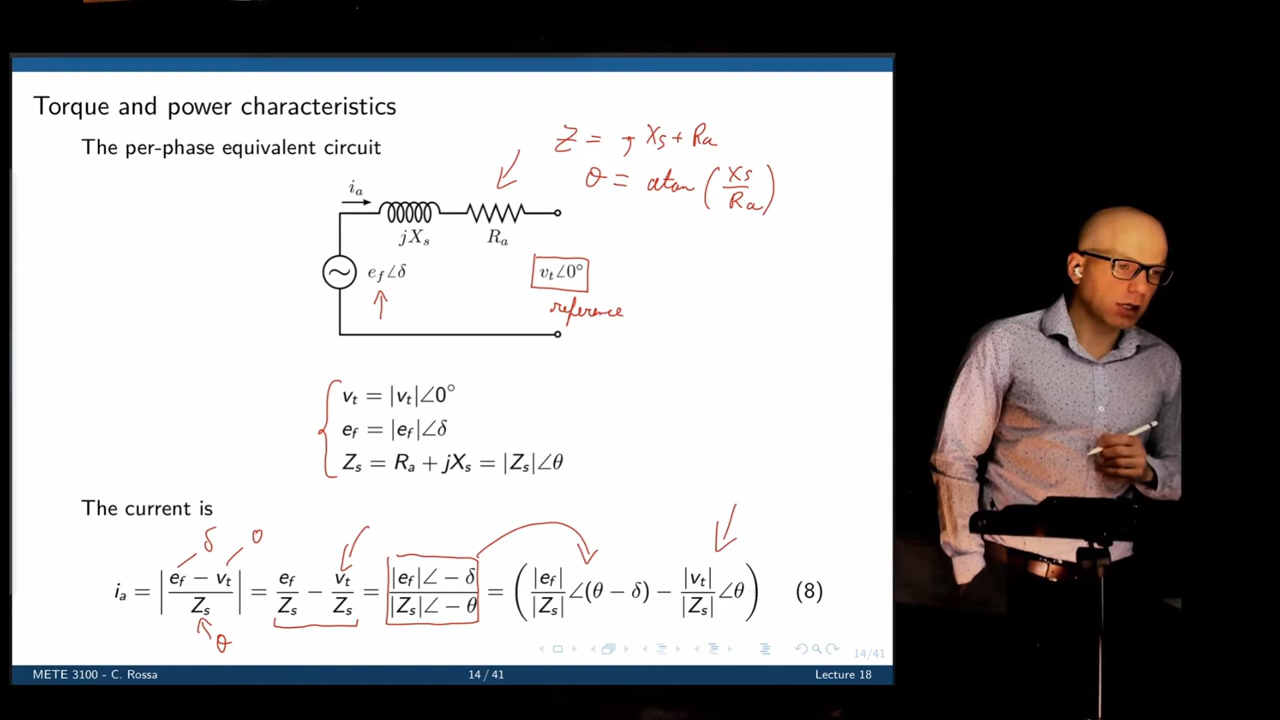 Torque and power characteristics
The per-phase equivalent circuit
Z = j Xs + Ra
θ = atan (Xs/Ra)
i_a
jX_s
R_a
e_f∠δ
v_t∠0°
reference
v_t = |v_t|∠0°
e_f = |e_f|∠δ
Z_s = R_a + jX_s = |Z_s|∠θ
The current is
δ 0
i_a = |(e_f − v_t)/Z_s| = e_f/Z_s − v_t/Z_s = |e_f|∠ − δ / |Z_s|∠ − θ = (|e_f|/|Z_s| ∠(θ − δ) − |v_t|/|Z_s| ∠θ) (8)
θ
14/41
METE 3100 - C. Rossa 14 / 41 Lecture 18